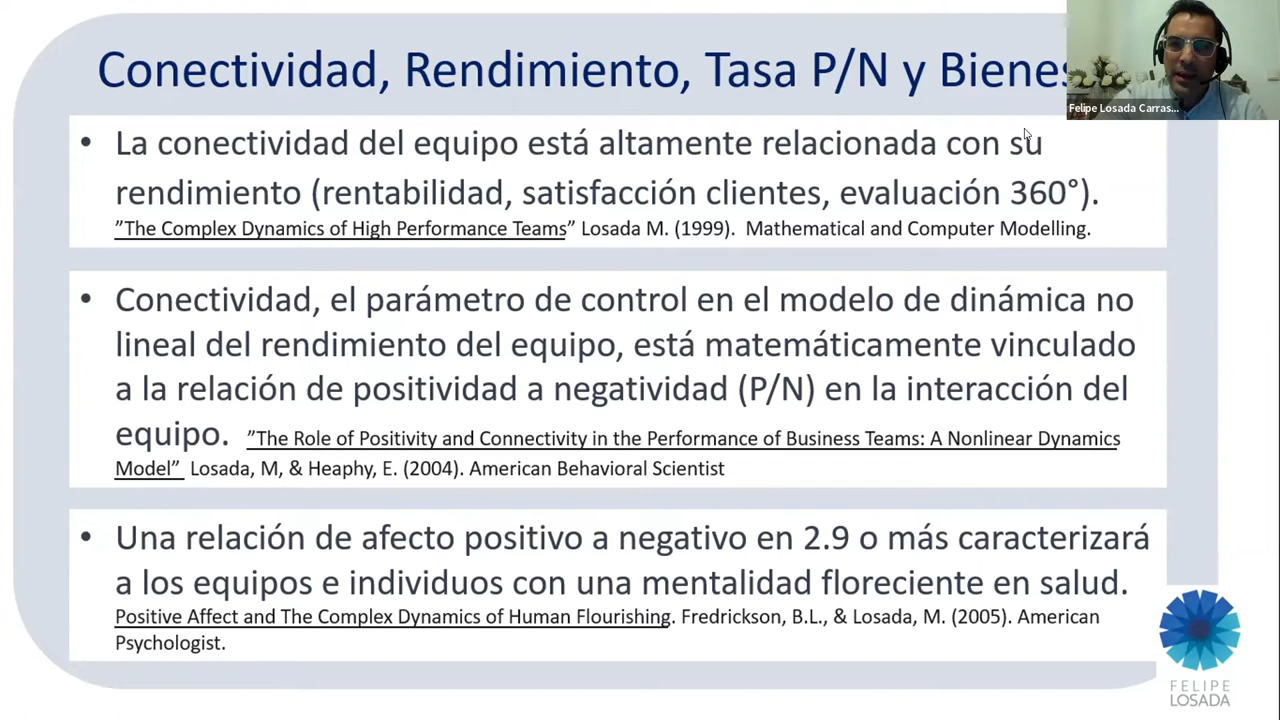 Conectividad, Rendimiento, Tasa P/N y Bienes
Felipe Losada Carras...
• La conectividad del equipo está altamente relacionada con su
rendimiento (rentabilidad, satisfacción clientes, evaluación 360°).
”The Complex Dynamics of High Performance Teams” Losada M. (1999). Mathematical and Computer Modelling.
• Conectividad, el parámetro de control en el modelo de dinámica no
lineal del rendimiento del equipo, está matemáticamente vinculado
a la relación de positividad a negatividad (P/N) en la interacción del
equipo. ”The Role of Positivity and Connectivity in the Performance of Business Teams: A Nonlinear Dynamics
Model” Losada, M, & Heaphy, E. (2004). American Behavioral Scientist
• Una relación de afecto positivo a negativo en 2.9 o más caracterizará
a los equipos e individuos con una mentalidad floreciente en salud.
Positive Affect and The Complex Dynamics of Human Flourishing. Fredrickson, B.L., & Losada, M. (2005). American
Psychologist.
FELIPE
LOSADA